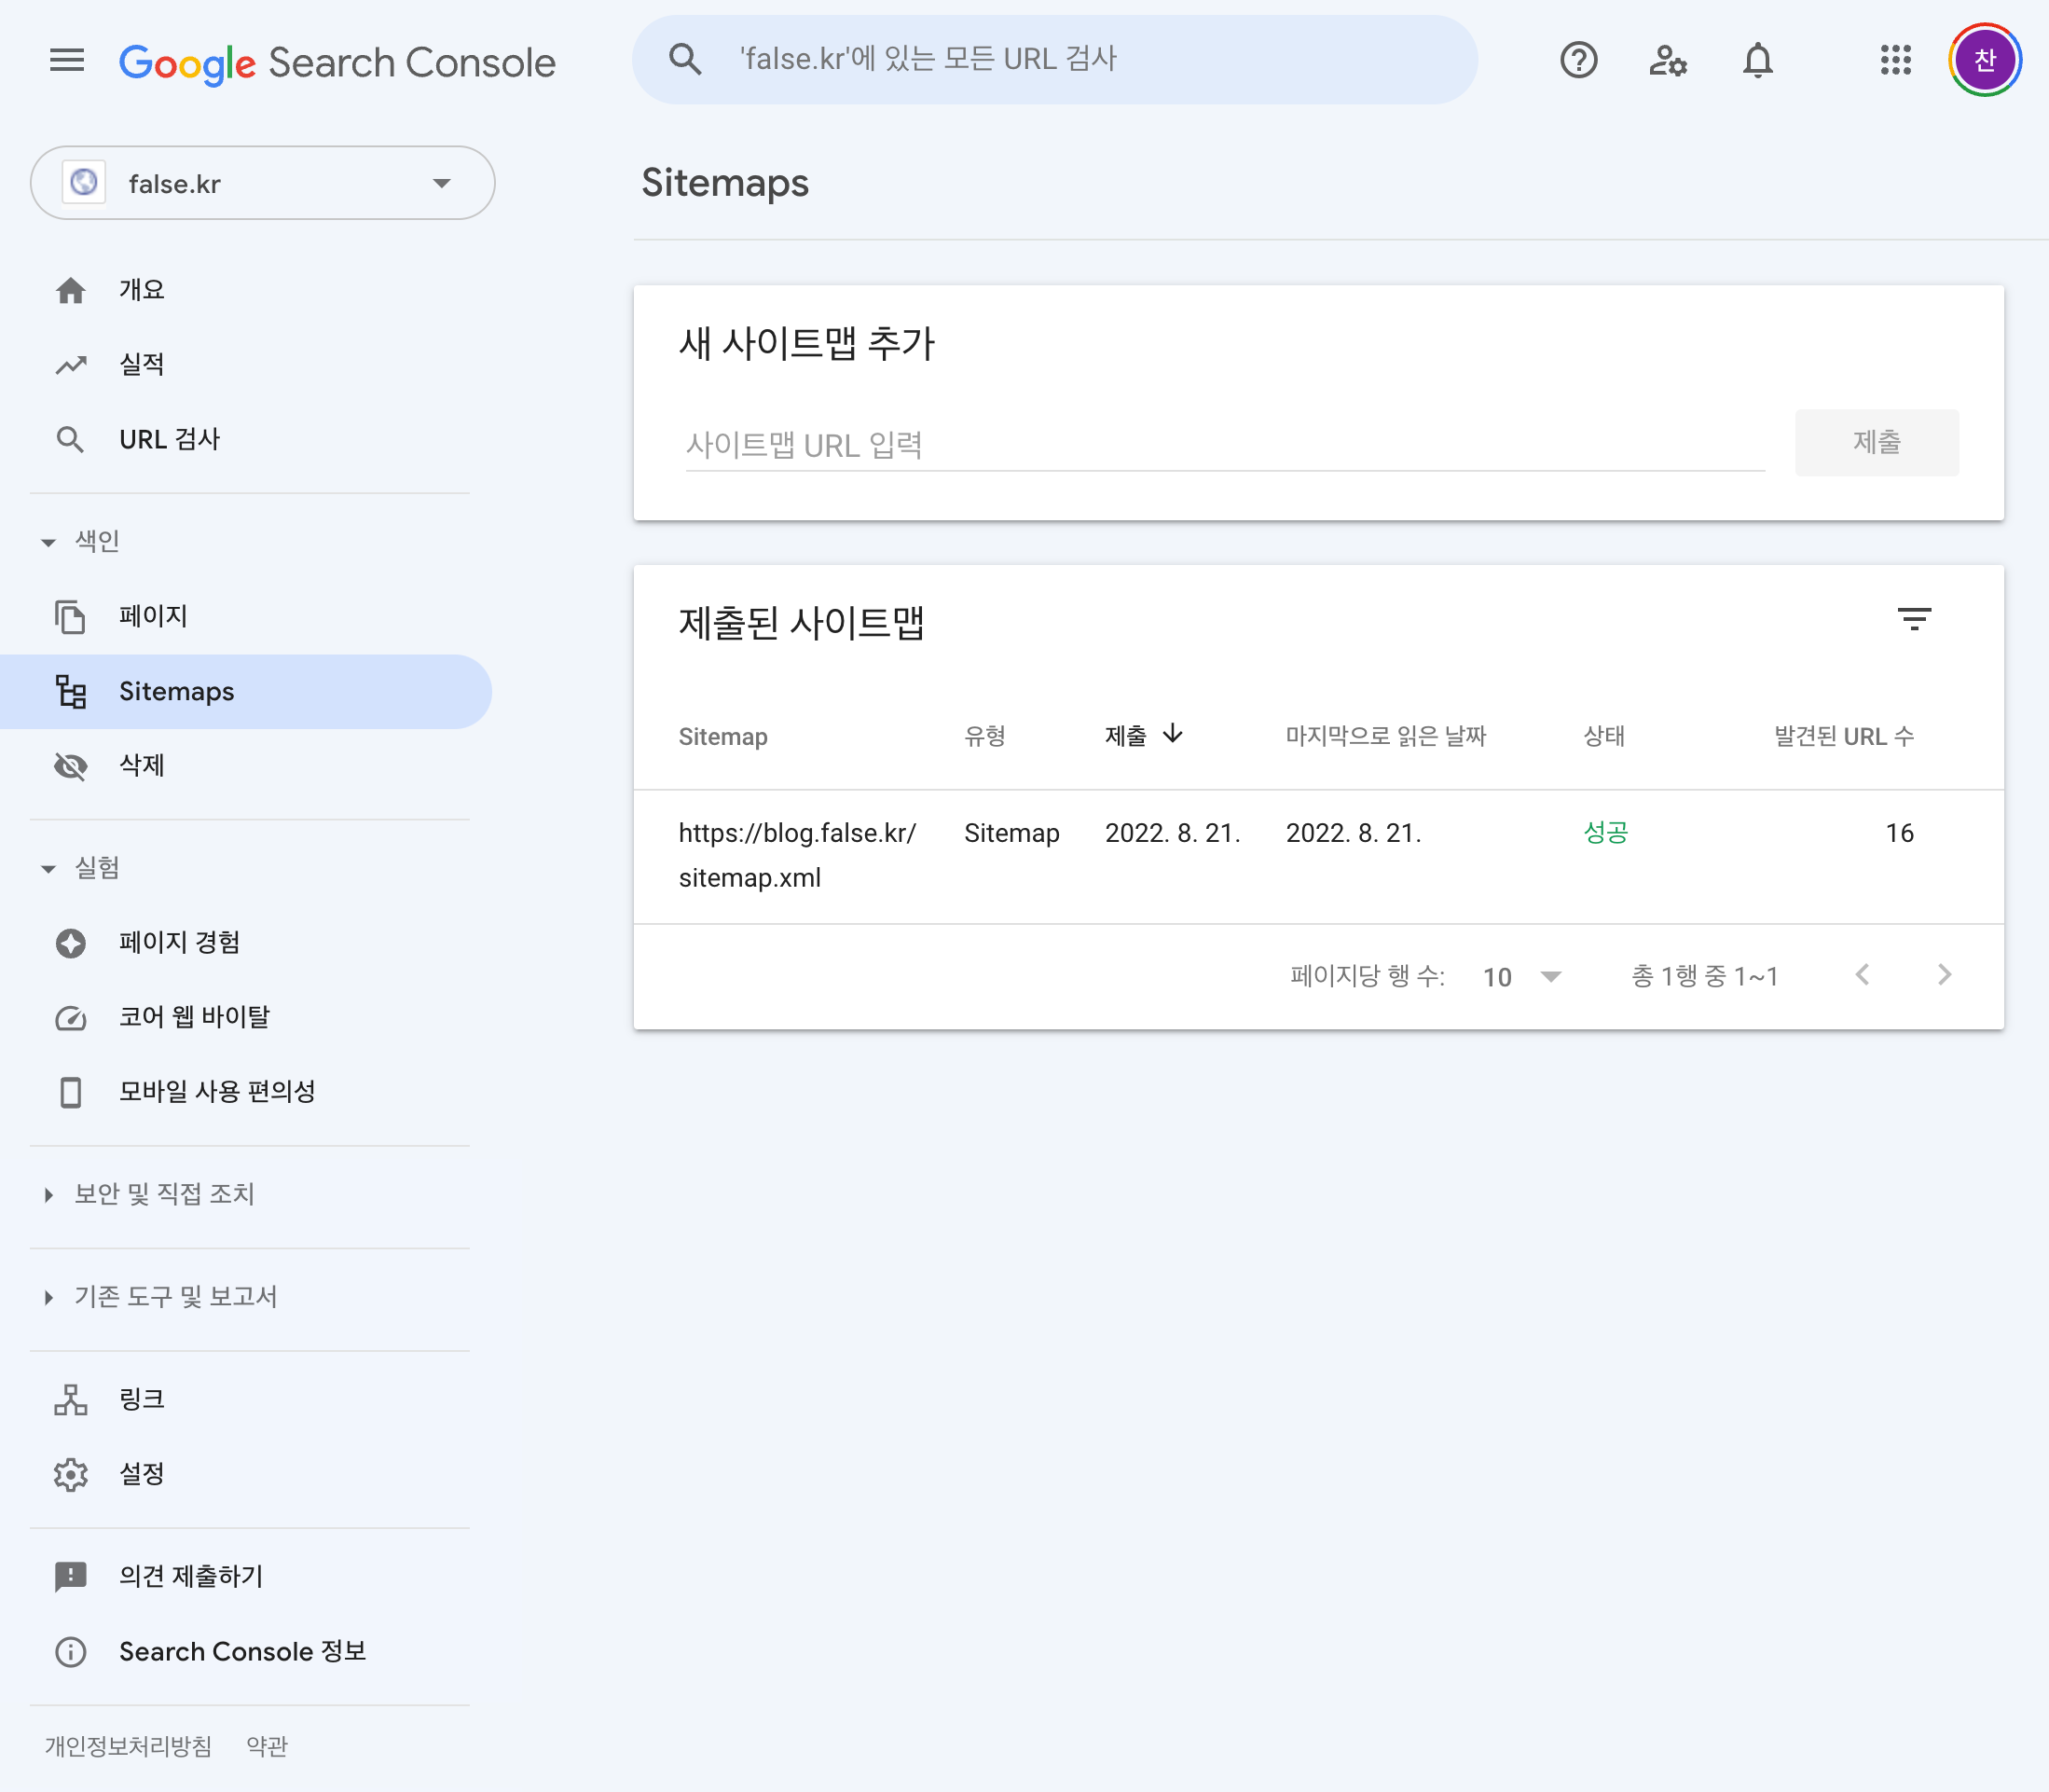 Google Search Console
'false.kr'에 있는 모든 URL 검사
찬
false.kr
개요
실적
URL 검사
색인
페이지
Sitemaps
삭제
실험
페이지 경험
코어 웹 바이탈
모바일 사용 편의성
보안 및 직접 조치
기존 도구 및 보고서
링크
설정
의견 제출하기
Search Console 정보
개인정보처리방침 약관
Sitemaps
새 사이트맵 추가
사이트맵 URL 입력
제출
제출된 사이트맵
Sitemap 유형 제출 마지막으로 읽은 날짜 상태 발견된 URL 수
https://blog.false.kr/ Sitemap 2022. 8. 21. 2022. 8. 21. 성공 16
sitemap.xml
페이지당 행 수: 10 총 1행 중 1~1